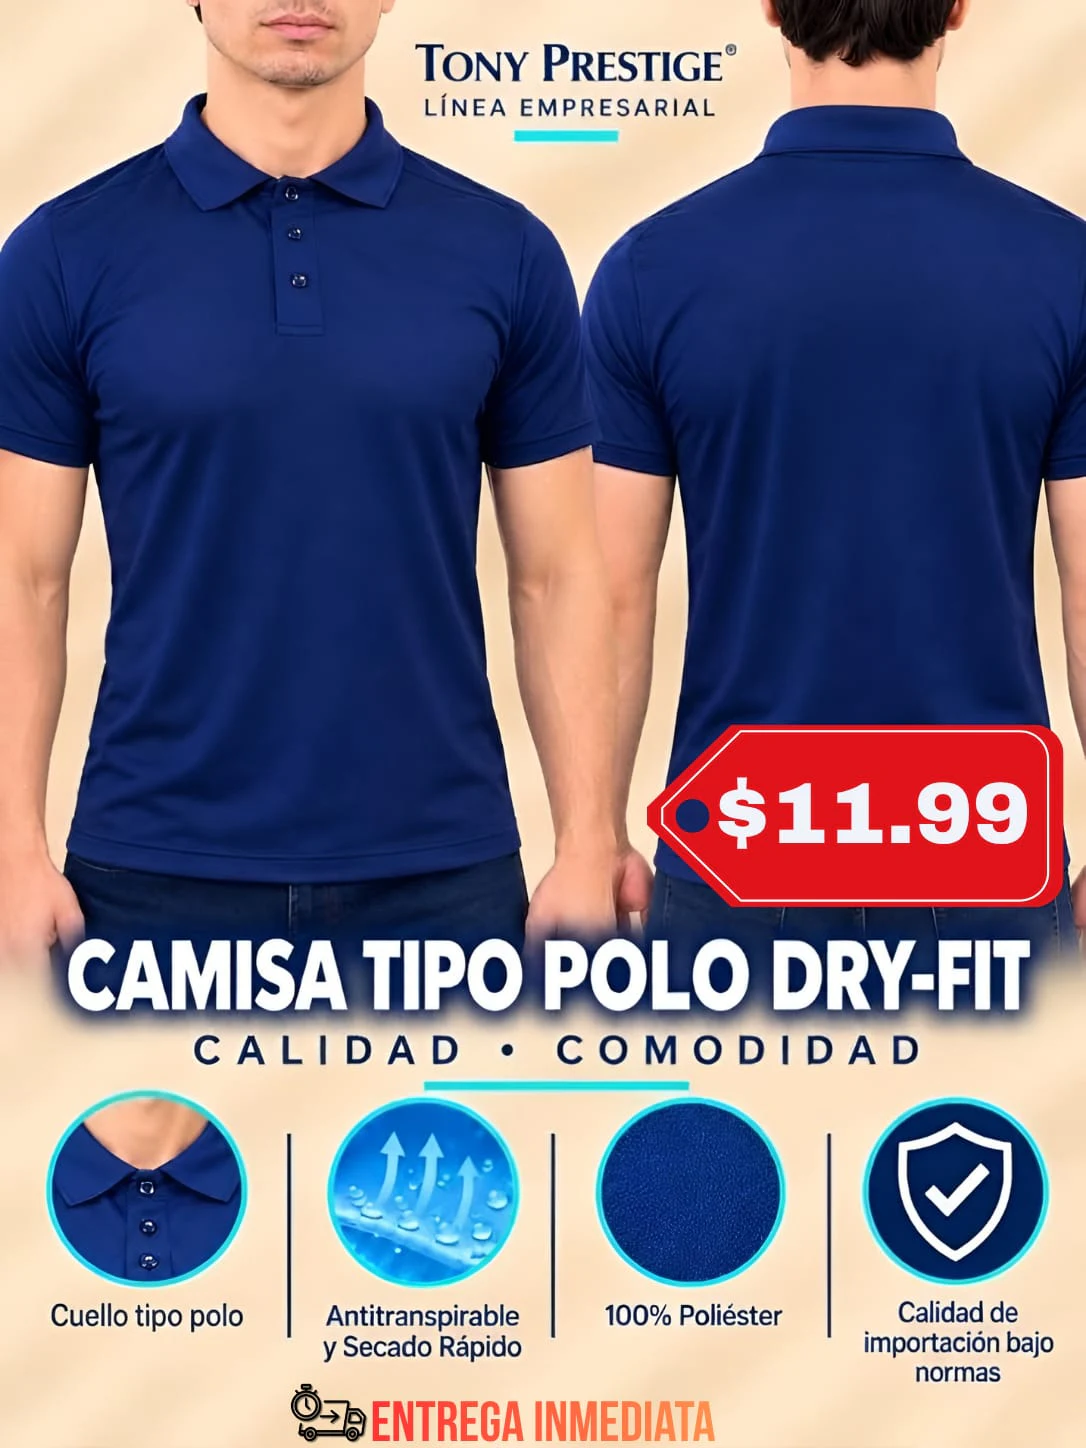 TONY PRESTIGE®
LÍNEA EMPRESARIAL
$11.99
CAMISA TIPO POLO DRY-FIT
CALIDAD • COMODIDAD
Cuello tipo polo
Antitranspirable
y Secado Rápido
100% Poliéster
Calidad de
importación bajo
normas
ENTREGA INMEDIATA